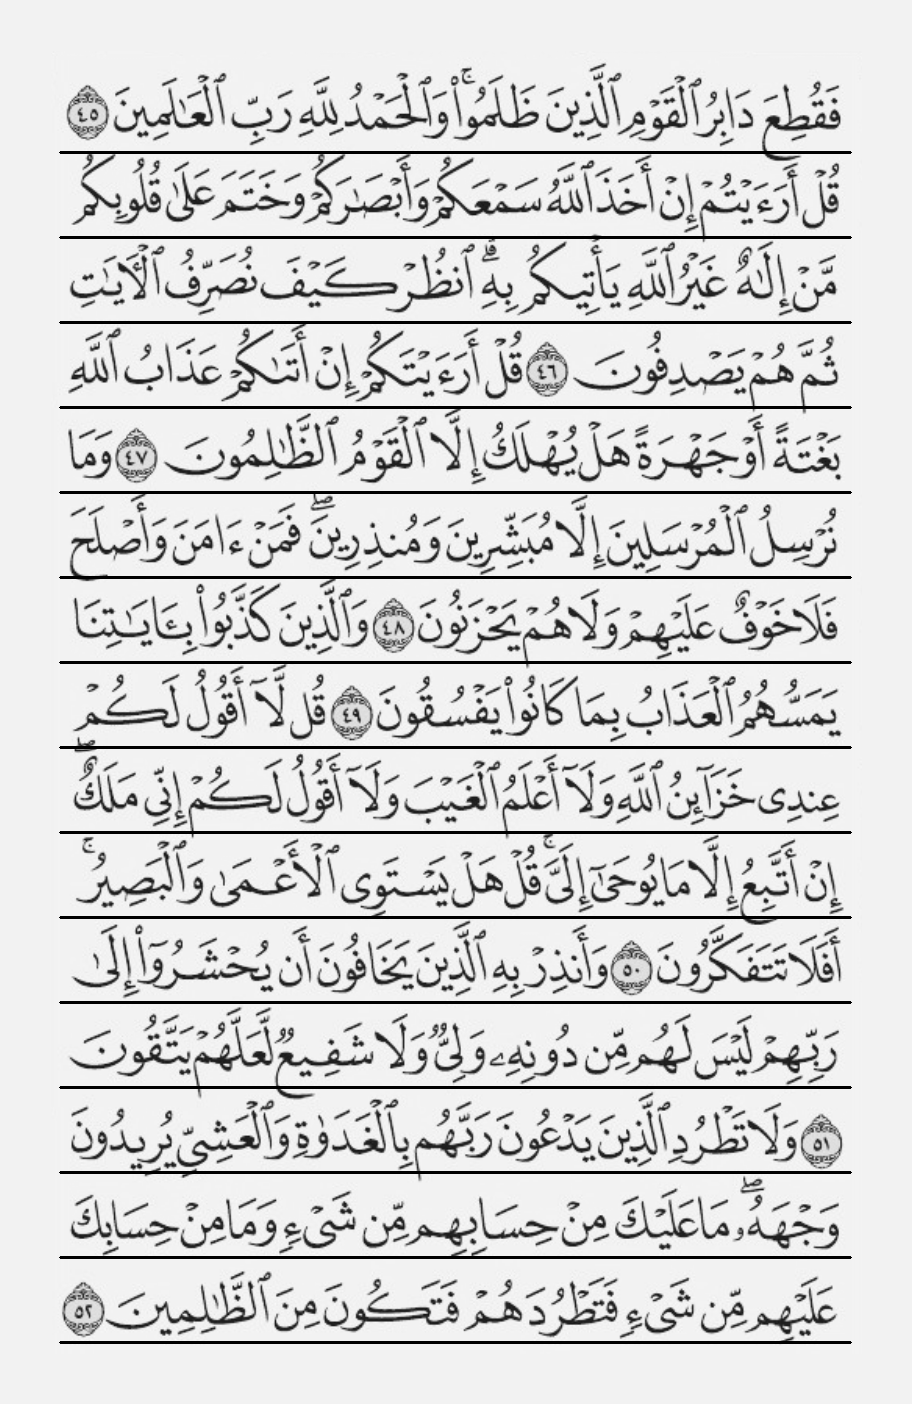 فَقُطِعَ دَابِرُ ٱلْقَوْمِ ٱلَّذِينَ ظَلَمُوا۟ ۚ وَٱلْحَمْدُ لِلَّهِ رَبِّ ٱلْعَـٰلَمِينَ ٤٥
قُلْ أَرَءَيْتُمْ إِنْ أَخَذَ ٱللَّهُ سَمْعَكُمْ وَأَبْصَـٰرَكُمْ وَخَتَمَ عَلَىٰ قُلُوبِكُم
مَّنْ إِلَـٰهٌ غَيْرُ ٱللَّهِ يَأْتِيكُم بِهِ ۗ ٱنظُرْ كَيْفَ نُصَرِّفُ ٱلْـَٔايَـٰتِ
ثُمَّ هُمْ يَصْدِفُونَ ٤٦ قُلْ أَرَءَيْتَكُمْ إِنْ أَتَىٰكُمْ عَذَابُ ٱللَّهِ
بَغْتَةً أَوْ جَهْرَةً هَلْ يُهْلَكُ إِلَّا ٱلْقَوْمُ ٱلظَّـٰلِمُونَ ٤٧ وَمَا
نُرْسِلُ ٱلْمُرْسَلِينَ إِلَّا مُبَشِّرِينَ وَمُنذِرِينَ ۖ فَمَنْ ءَامَنَ وَأَصْلَحَ
فَلَا خَوْفٌ عَلَيْهِمْ وَلَا هُمْ يَحْزَنُونَ ٤٨ وَٱلَّذِينَ كَذَّبُوا۟ بِـَٔايَـٰتِنَا
يَمَسُّهُمُ ٱلْعَذَابُ بِمَا كَانُوا۟ يَفْسُقُونَ ٤٩ قُل لَّآ أَقُولُ لَكُمْ
عِندِى خَزَآئِنُ ٱللَّهِ وَلَآ أَعْلَمُ ٱلْغَيْبَ وَلَآ أَقُولُ لَكُمْ إِنِّى مَلَكٌ ۖ
إِنْ أَتَّبِعُ إِلَّا مَا يُوحَىٰٓ إِلَىَّ ۚ قُلْ هَلْ يَسْتَوِى ٱلْأَعْمَىٰ وَٱلْبَصِيرُ ۚ
أَفَلَا تَتَفَكَّرُونَ ٥٠ وَأَنذِرْ بِهِ ٱلَّذِينَ يَخَافُونَ أَن يُحْشَرُوٓا۟ إِلَىٰ
رَبِّهِمْ لَيْسَ لَهُم مِّن دُونِهِۦ وَلِىٌّ وَلَا شَفِيعٌ لَّعَلَّهُمْ يَتَّقُونَ
٥١ وَلَا تَطْرُدِ ٱلَّذِينَ يَدْعُونَ رَبَّهُم بِٱلْغَدَوٰةِ وَٱلْعَشِىِّ يُرِيدُونَ
وَجْهَهُۥ ۖ مَا عَلَيْكَ مِنْ حِسَابِهِم مِّن شَىْءٍ وَمَا مِنْ حِسَابِكَ
عَلَيْهِم مِّن شَىْءٍ فَتَطْرُدَهُمْ فَتَكُونَ مِنَ ٱلظَّـٰلِمِينَ ٥٢